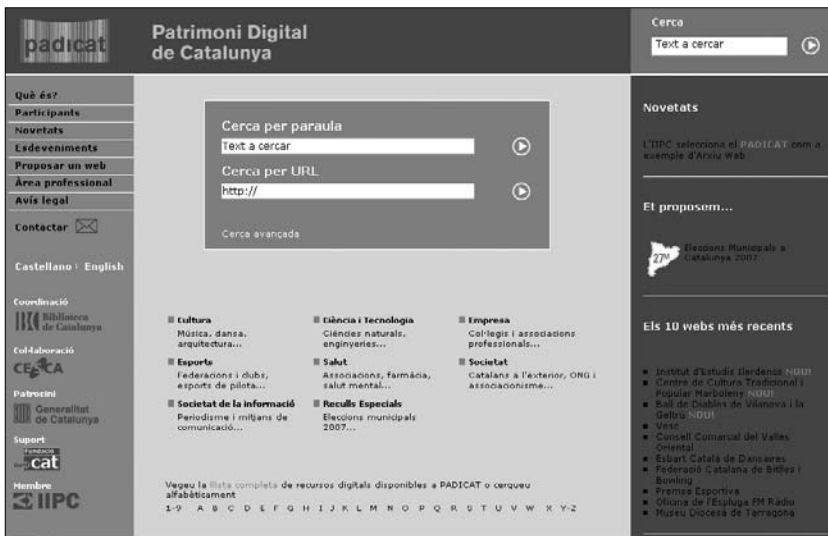 padicat
Patrimoni Digital
de Catalunya
Cerca
Text a cercar
Què és?
Participants
Novetats
Esdeveniments
Proposar un web
Àrea professional
Avís legal
Contactar
Castellano | English
Coordinació
Biblioteca
de Catalunya
Col·laboració
CESCA
Patrocini
Generalitat
de Catalunya
Suport
Fundació
.cat
Membre
IIPC
Cerca per paraula
Text a cercar
Cerca per URL
http://
Cerca avançada
Cultura
Música, dansa,
arquitectura...
Ciència i Tecnologia
Ciències naturals,
enginyeries...
Empresa
Col·legis i associacions
professionals...
Esports
Federacions i clubs,
esports de pilota...
Salut
Associacions, farmàcia,
salut mental...
Societat
Catalans a l'exterior, ONG i
associacionisme...
Societat de la informació
Periodisme i mitjans de
comunicació...
Reculls Especials
Eleccions municipals
2007...
Vegeu la llista completa de recursos digitals disponibles a PADICAT o cerqueu
alfabèticament
1-9 A B C D E F G H I J K L M N O P Q R S T U V W X Y-Z
Novetats
L'IIPC selecciona el PADICAT com a
exemple d'Arxiu Web
Et proposem...
27M
Eleccions Municipals a
Catalunya 2007
Els 10 webs més recents
Institut d'Estudis Ilerdencs NOU!
Centre de Cultura Tradicional i
Popular Marboleny NOU!
Ball de Diables de Vilanova i la
Geltrú NOU!
Vesc
Consell Comarcal del Valles
Oriental
Esbart Català de Dansaires
Federació Catalana de Bitlles i
Bowling
Premsa Esportiva
Oficina de l'Espluga FM Ràdio
Museu Diocesà de Tarragona